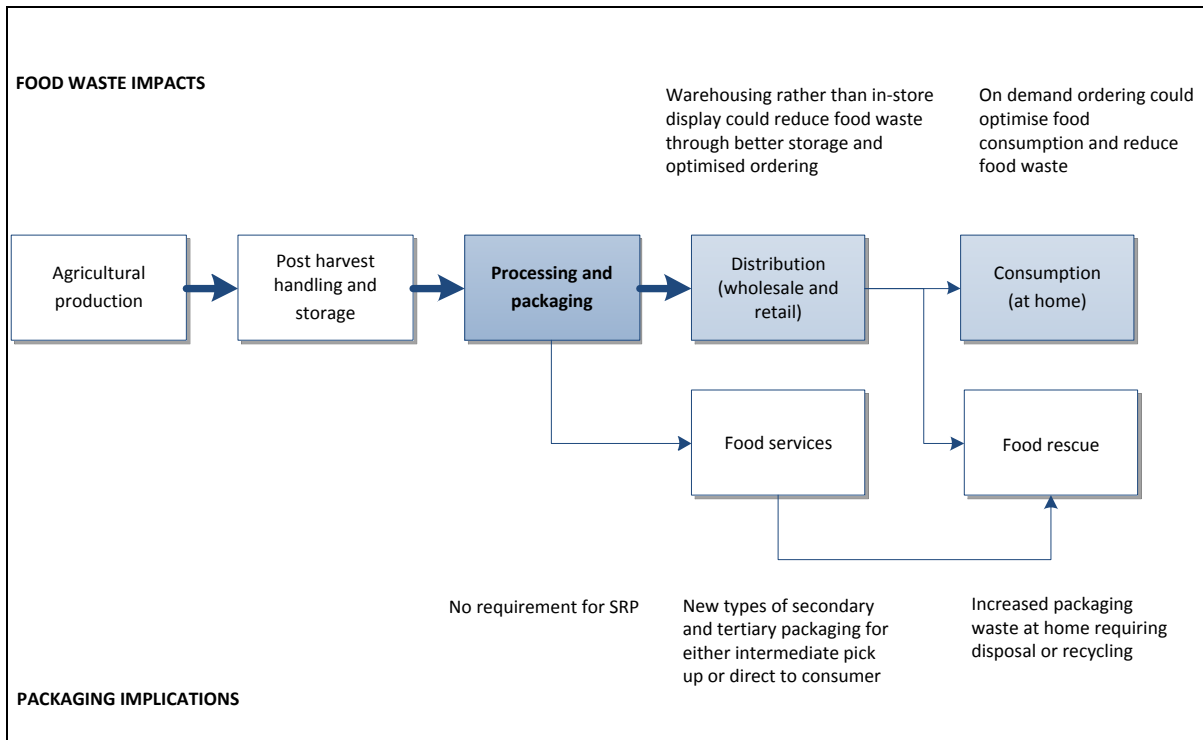 FOOD WASTE IMPACTS
Warehousing rather than in-store
display could reduce food waste
through better storage and
optimised ordering
On demand ordering could
optimise food
consumption and reduce
food waste
Agricultural
production
Post harvest
handling and
storage
Processing and
packaging
Distribution
(wholesale and
retail)
Consumption
(at home)
Food services
Food rescue
No requirement for SRP
New types of secondary
and tertiary packaging for
either intermediate pick
up or direct to consumer
Increased packaging
waste at home requiring
disposal or recycling
PACKAGING IMPLICATIONS